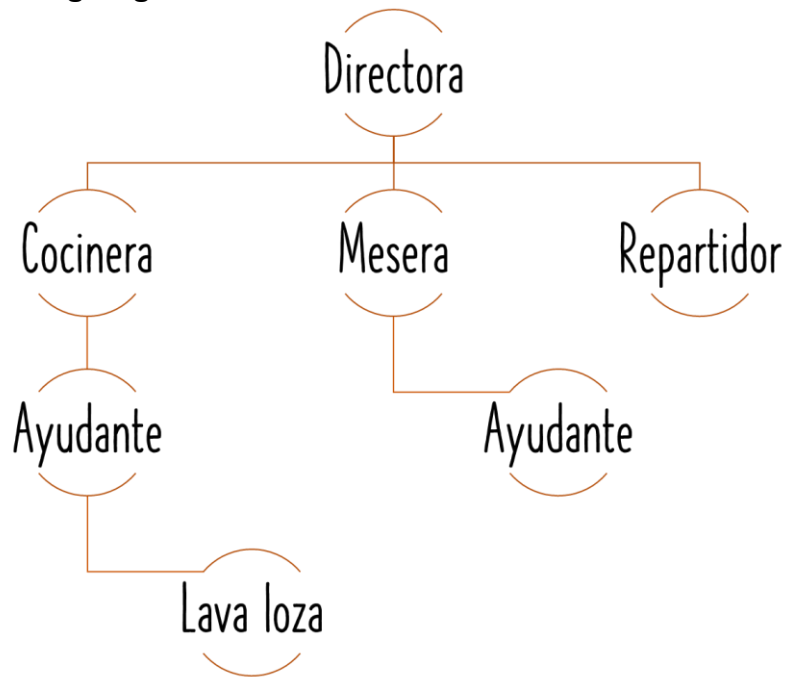 Directora
Cocinera
Mesera
Repartidor
Ayudante
Ayudante
Lava loza